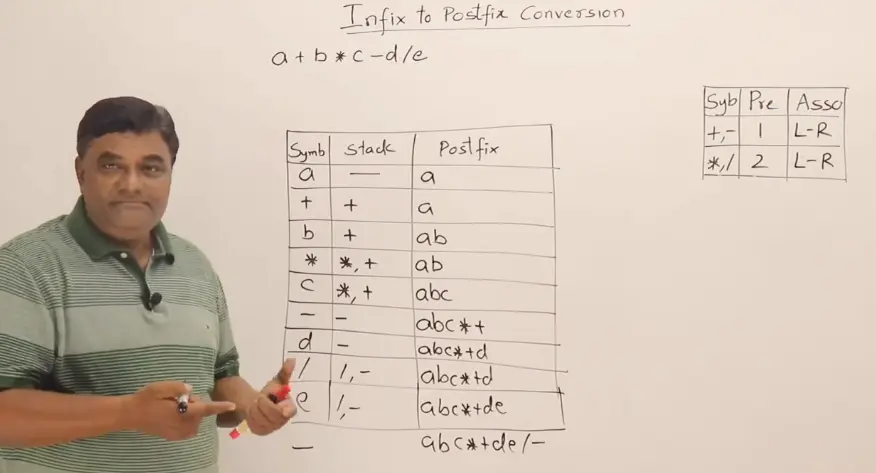 Infix to Postfix Conversion
a + b * c - d / e
Symb Stack Postfix
a — a
+ + a
b + ab
* *, + ab
c *, + abc
- - abc*+
d - abc*+d
/ /, - abc*+d
e /, - abc*+de
— abc*+de/-
Syb Pre Asso
+,- 1 L-R
*,/ 2 L-R